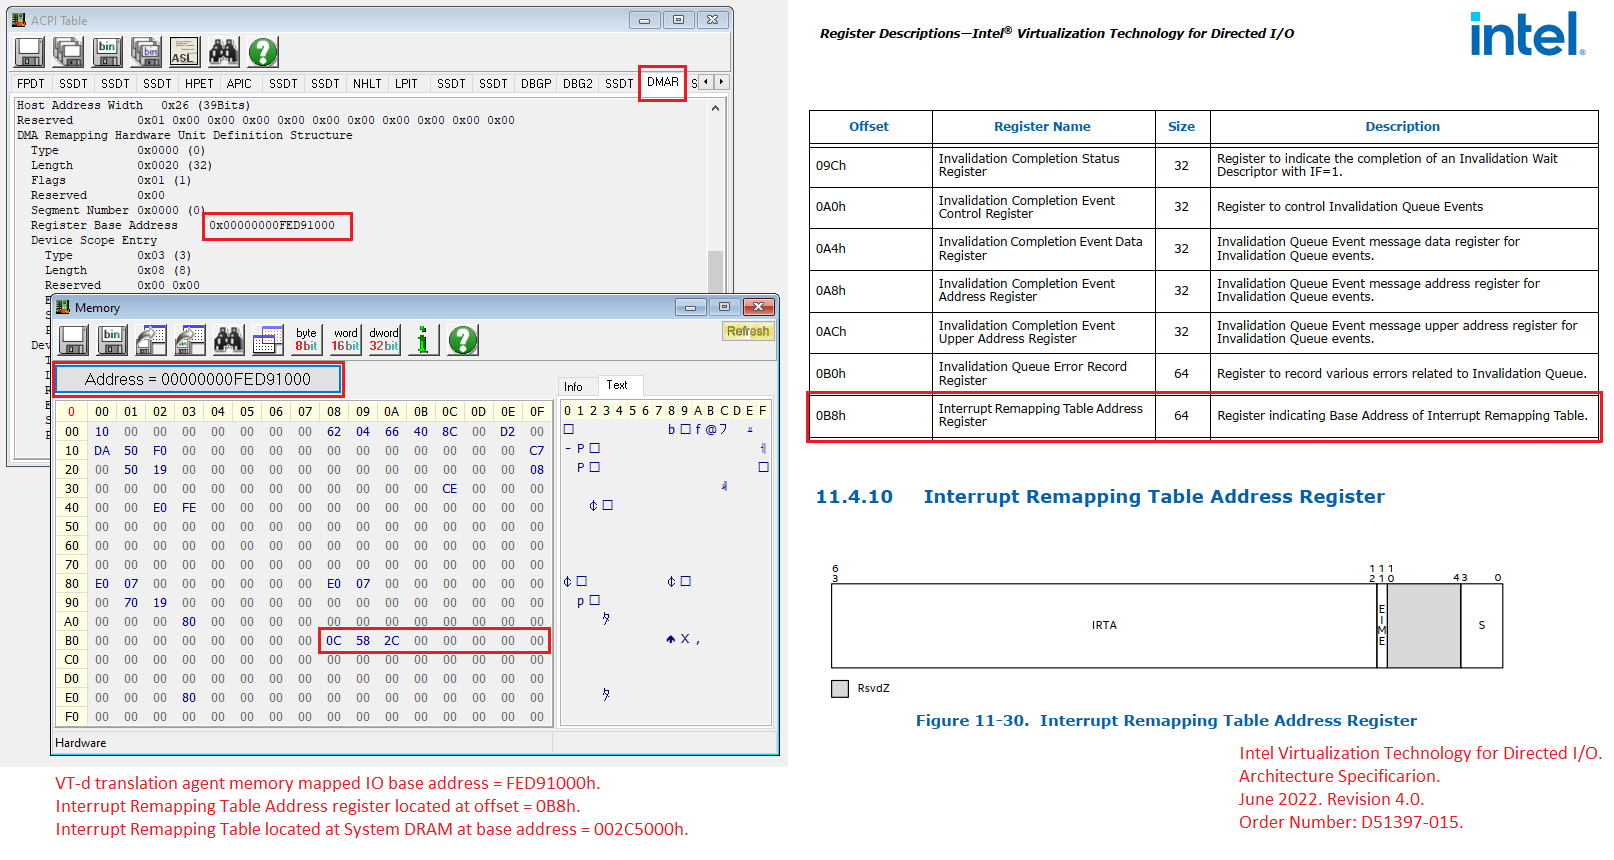 ACPI Table
FPDT SSDT SSDT SSDT HPET APIC SSDT SSDT NHLT LPIT SSDT SSDT DBGP DBG2 SSDT DMAR S
Host Address Width 0x26 (39Bits)
Reserved 0x01 0x00 0x00 0x00 0x00 0x00 0x00 0x00 0x00 0x00
DMA Remapping Hardware Unit Definition Structure
Type 0x0000 (0)
Length 0x0020 (32)
Flags 0x01 (1)
Reserved 0x00
Segment Number 0x0000 (0)
Register Base Address 0x00000000FED91000
Device Scope Entry
Type 0x03 (3)
Length 0x08 (8)
Reserved 0x00 0x00
Memory
bin
byte 8bit word 16bit dword 32bit
Refresh
Address = 00000000FED91000
Info Text
0 00 01 02 03 04 05 06 07 08 09 0A 0B 0C 0D 0E 0F 0 1 2 3 4 5 6 7 8 9 A B C D E F
00 10 00 00 00 00 00 00 00 62 04 66 40 8C 00 D2 00
10 DA 50 F0 00 00 00 00 00 00 00 00 00 00 00 00 C7
20 00 50 19 00 00 00 00 00 00 00 00 00 00 00 00 08
30 00 00 00 00 00 00 00 00 00 00 00 00 CE 00 00 00
40 00 00 E0 FE 00 00 00 00 00 00 00 00 00 00 00 00
50 00 00 00 00 00 00 00 00 00 00 00 00 00 00 00 00
60 00 00 00 00 00 00 00 00 00 00 00 00 00 00 00 00
70 00 00 00 00 00 00 00 00 00 00 00 00 00 00 00 00
80 E0 07 00 00 00 00 00 00 E0 07 00 00 00 00 00 00
90 00 70 19 00 00 00 00 00 00 00 00 00 00 00 00 00
A0 00 00 00 80 00 00 00 00 00 00 00 00 00 00 00 00
B0 00 00 00 00 00 00 00 00 0C 58 2C 00 00 00 00 00
C0 00 00 00 00 00 00 00 00 00 00 00 00 00 00 00 00
D0 00 00 00 00 00 00 00 00 00 00 00 00 00 00 00 00
E0 00 00 00 80 00 00 00 00 00 00 00 00 00 00 00 00
F0 00 00 00 00 00 00 00 00 00 00 00 00 00 00 00 00
Hardware
VT-d translation agent memory mapped IO base address = FED91000h.
Interrupt Remapping Table Address register located at offset = 0B8h.
Interrupt Remapping Table located at System DRAM at base address = 002C5000h.
Register Descriptions—Intel® Virtualization Technology for Directed I/O
intel.
Offset Register Name Size Description
09Ch Invalidation Completion Status Register 32 Register to indicate the completion of an Invalidation Wait Descriptor with IF=1.
0A0h Invalidation Completion Event Control Register 32 Register to control Invalidation Queue Events
0A4h Invalidation Completion Event Data Register 32 Invalidation Queue Event message data register for Invalidation Queue events.
0A8h Invalidation Completion Event Address Register 32 Invalidation Queue Event message address register for Invalidation Queue events.
0ACh Invalidation Completion Event Upper Address Register 32 Invalidation Queue Event message upper address register for Invalidation Queue events.
0B0h Invalidation Queue Error Record Register 64 Register to record various errors related to Invalidation Queue.
0B8h Interrupt Remapping Table Address Register 64 Register indicating Base Address of Interrupt Remapping Table.
11.4.10 Interrupt Remapping Table Address Register
63 12 11 10 4 3 0
IRTA EIME S
RsvdZ
Figure 11-30. Interrupt Remapping Table Address Register
Intel Virtualization Technology for Directed I/O.
Architecture Specificarion.
June 2022. Revision 4.0.
Order Number: D51397-015.